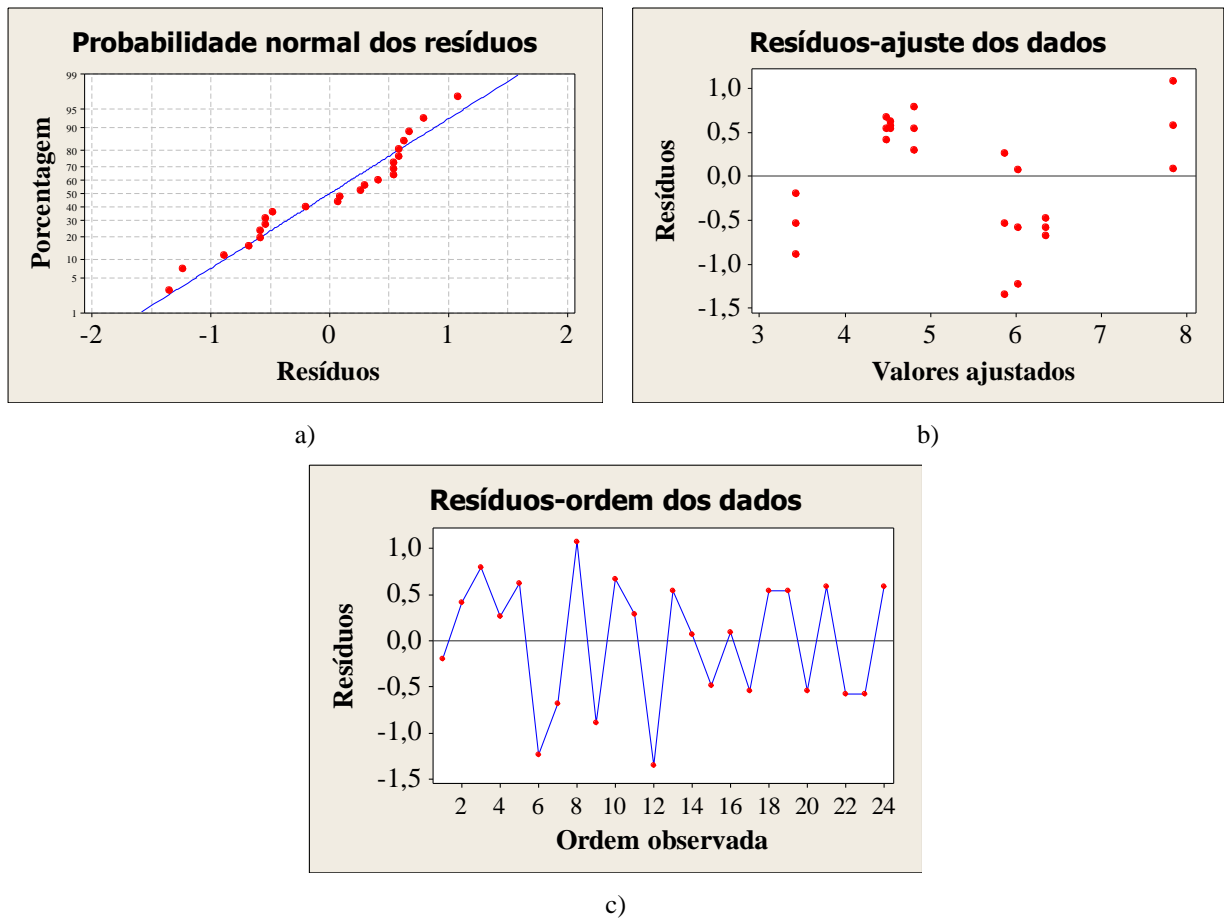 Probabilidade normal dos resíduos
Porcentagem
99
95
90
80
70
60
50
40
30
20
10
5
1
-2 -1 0 1 2
Resíduos
a)
Resíduos-ajuste dos dados
Resíduos
1,0
0,5
0,0
-0,5
-1,0
-1,5
3 4 5 6 7 8
Valores ajustados
b)
Resíduos-ordem dos dados
Resíduos
1,0
0,5
0,0
-0,5
-1,0
-1,5
2 4 6 8 10 12 14 16 18 20 22 24
Ordem observada
c)